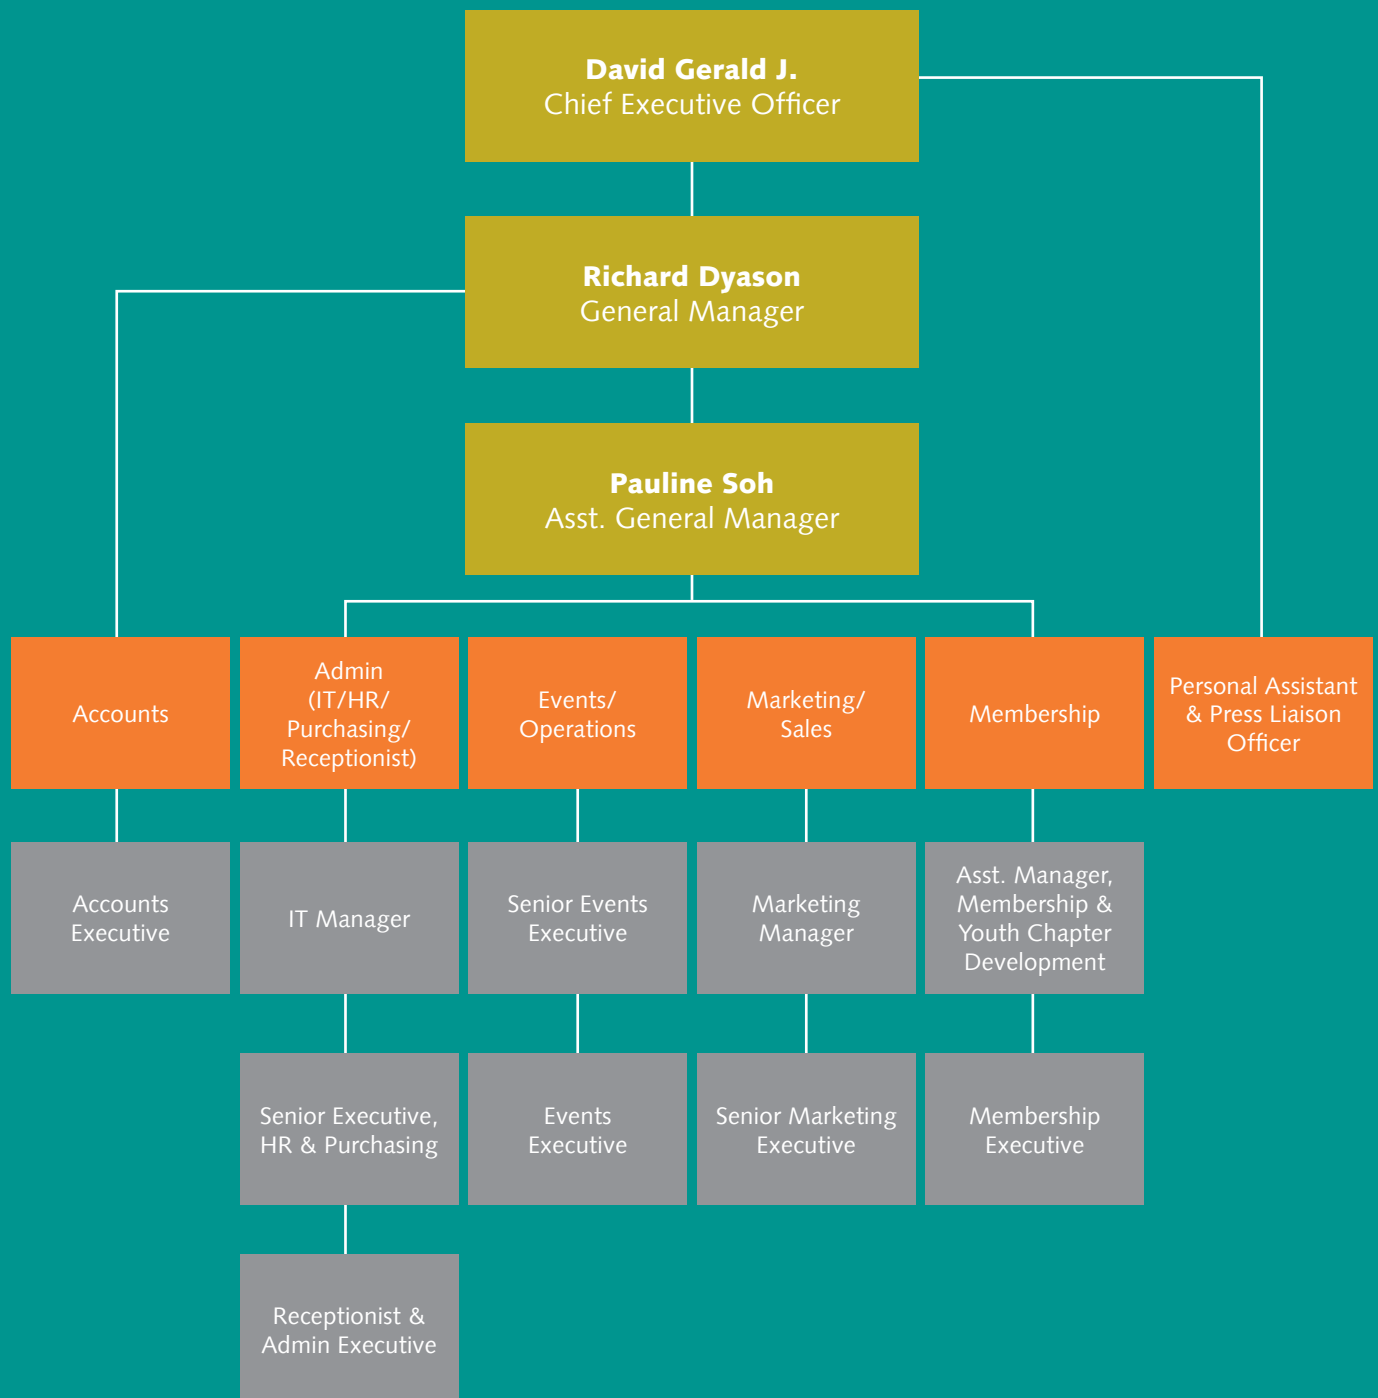 David Gerald J.
Chief Executive Officer
Richard Dyason
General Manager
Pauline Soh
Asst. General Manager
Accounts
Admin
(IT/HR/
Purchasing/
Receptionist)
Events/
Operations
Marketing/
Sales
Membership
Personal Assistant
& Press Liaison
Officer
Accounts
Executive
IT Manager
Senior Events
Executive
Marketing
Manager
Asst. Manager,
Membership &
Youth Chapter
Development
Senior Executive,
HR & Purchasing
Events
Executive
Senior Marketing
Executive
Membership
Executive
Receptionist &
Admin Executive